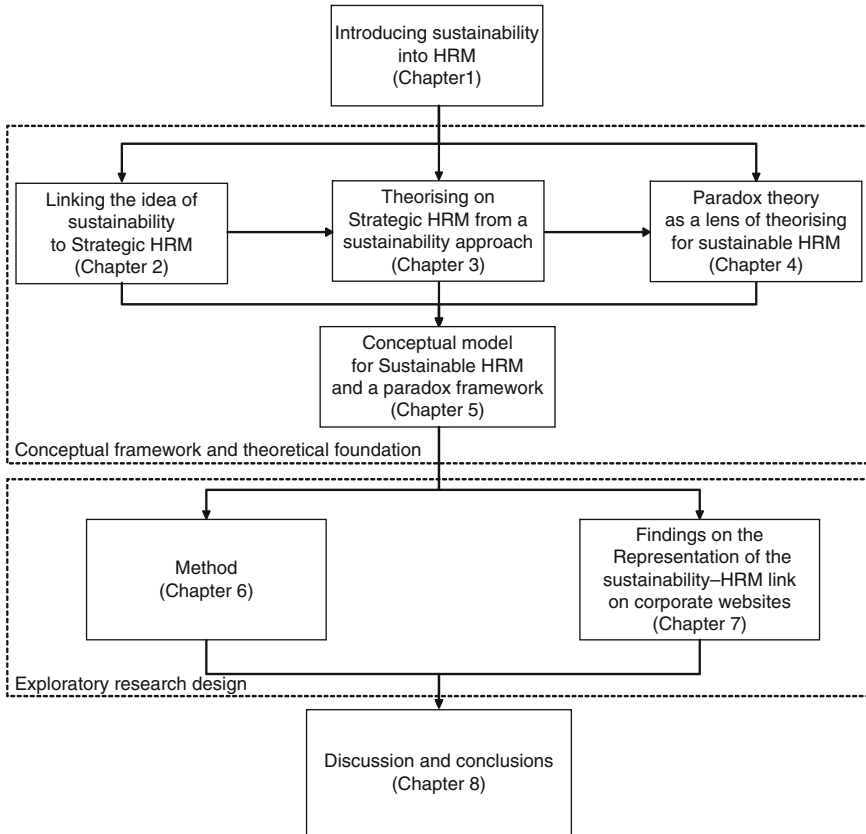 Introducing sustainability
into HRM
(Chapter1)
Linking the idea of
sustainability
to Strategic HRM
(Chapter 2)
Theorising on
Strategic HRM from a
sustainability approach
(Chapter 3)
Paradox theory
as a lens of theorising
for sustainable HRM
(Chapter 4)
Conceptual model
for Sustainable HRM
and a paradox framework
(Chapter 5)
Conceptual framework and theoretical foundation
Method
(Chapter 6)
Findings on the
Representation of the
sustainability–HRM link
on corporate websites
(Chapter 7)
Exploratory research design
Discussion and conclusions
(Chapter 8)